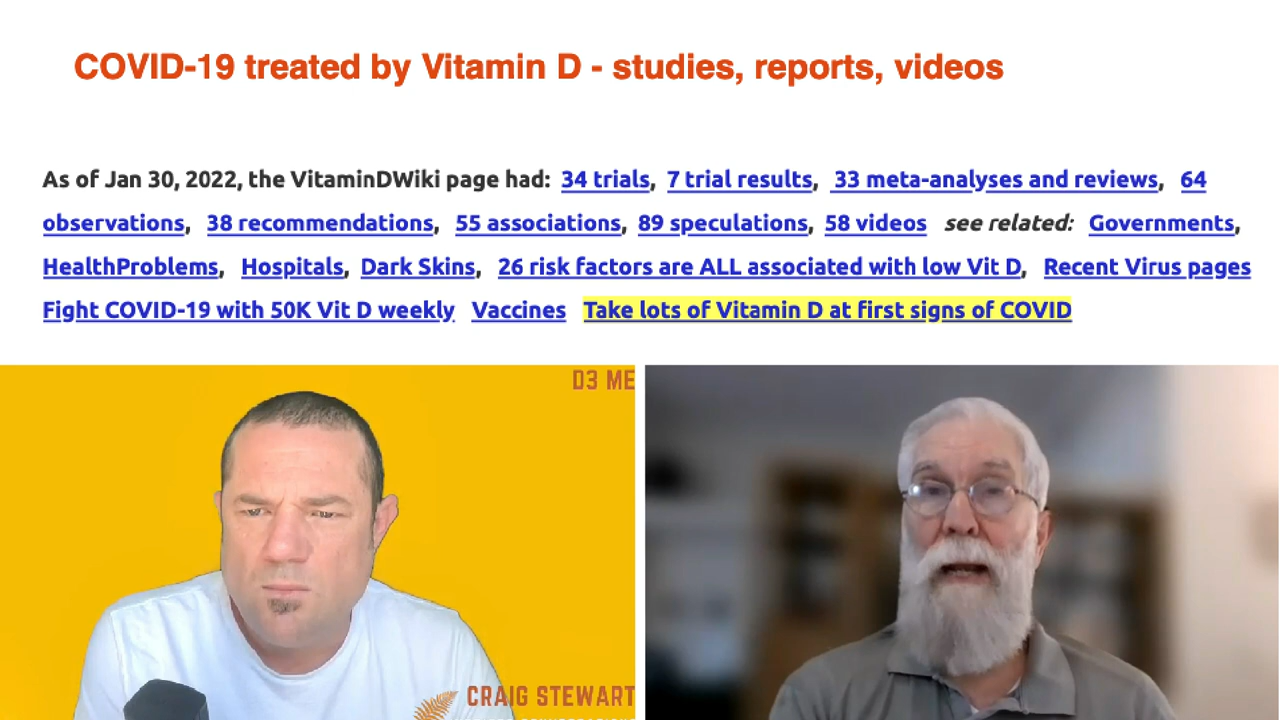 COVID-19 treated by Vitamin D - studies, reports, videos
As of Jan 30, 2022, the VitaminDWiki page had: 34 trials, 7 trial results, 33 meta-analyses and reviews, 64
observations, 38 recommendations, 55 associations, 89 speculations, 58 videos see related: Governments,
HealthProblems, Hospitals, Dark Skins, 26 risk factors are ALL associated with low Vit D, Recent Virus pages
Fight COVID-19 with 50K Vit D weekly Vaccines Take lots of Vitamin D at first signs of COVID
D3 ME
CRAIG STEWART